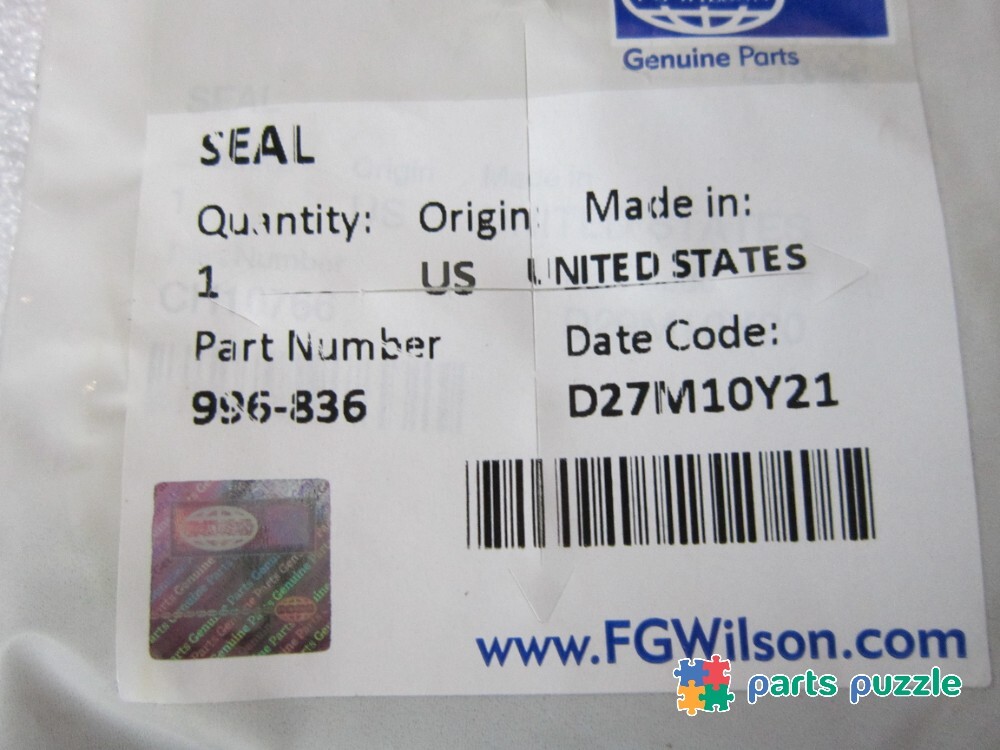 Genuine Parts
SEAL
Quantity: Origin: Made in:
1 US UNITED STATES
Part Number Date Code:
996-836 D27M10Y21
www.FGWilson.com
parts puzzle